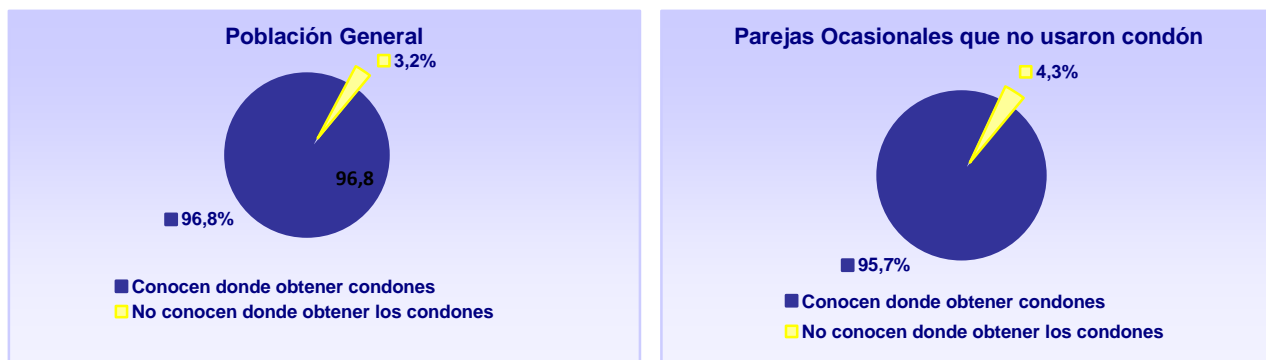 Población General
3,2%
96,8
96,8%
Conocen donde obtener condones
No conocen donde obtener los condones
Parejas Ocasionales que no usaron condón
4,3%
95,7%
Conocen donde obtener condones
No conocen donde obtener los condones